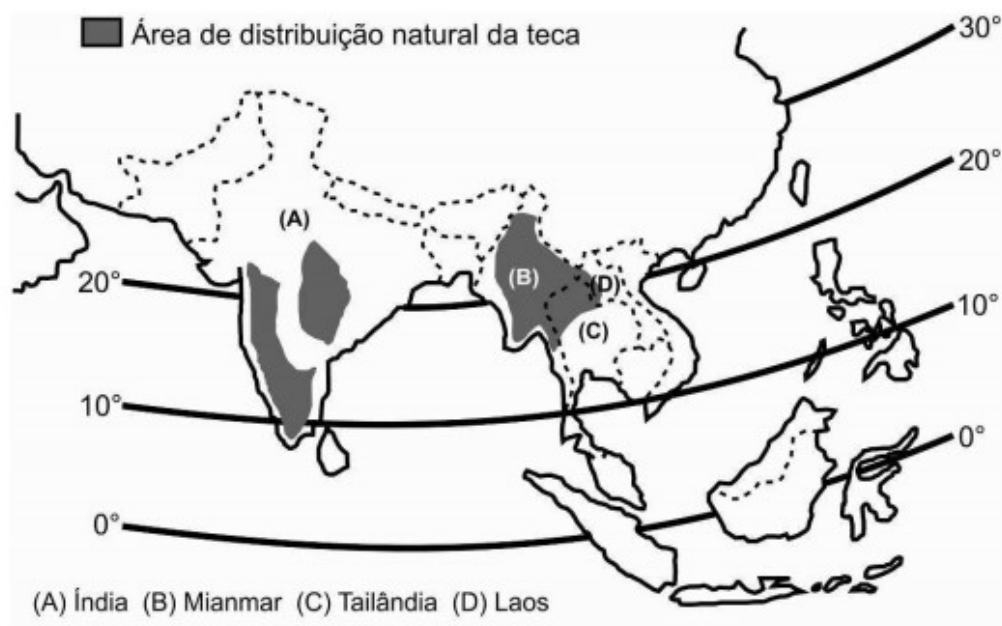 Área de distribuição natural da teca
30°
20°
(A)
20°
(B)
(D)
10°
(C)
10°
0°
0°
(A) Índia (B) Mianmar (C) Tailândia (D) Laos